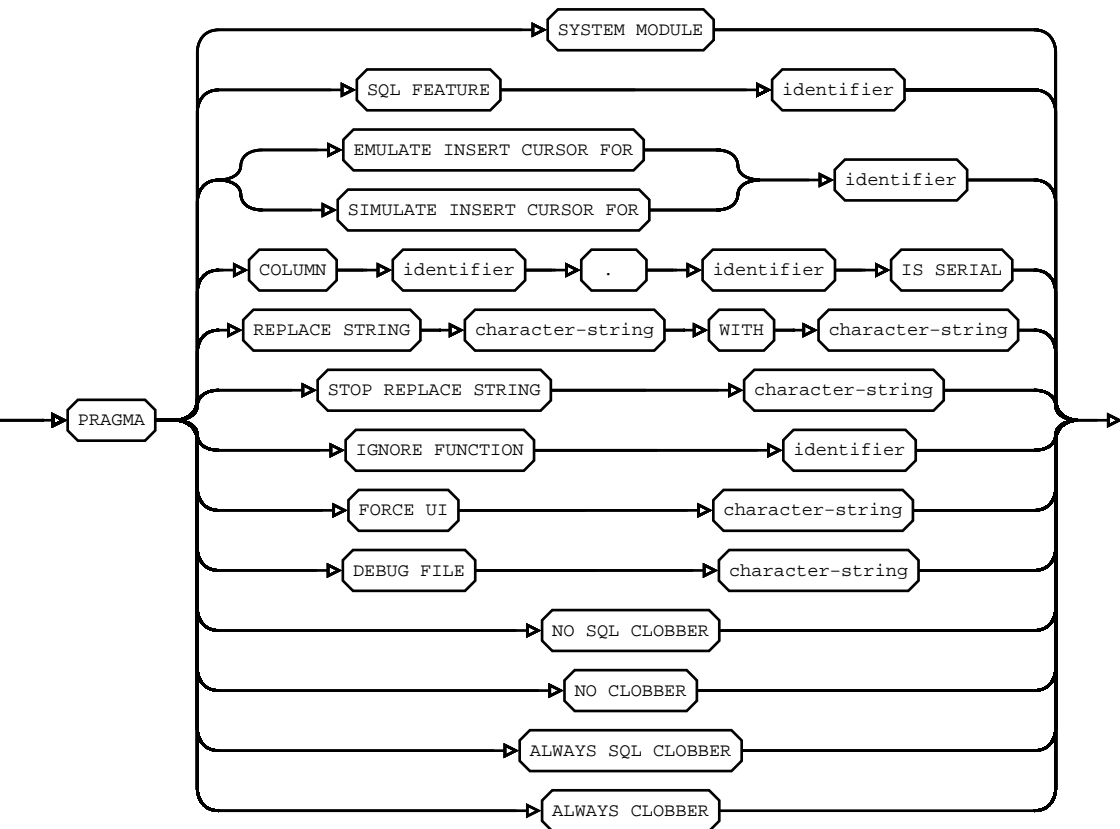 SYSTEM MODULE
SQL FEATURE identifier
EMULATE INSERT CURSOR FOR
identifier
SIMULATE INSERT CURSOR FOR
COLUMN identifier . identifier IS SERIAL
REPLACE STRING character-string WITH character-string
STOP REPLACE STRING character-string
PRAGMA
IGNORE FUNCTION identifier
FORCE UI character-string
DEBUG FILE character-string
NO SQL CLOBBER
NO CLOBBER
ALWAYS SQL CLOBBER
ALWAYS CLOBBER